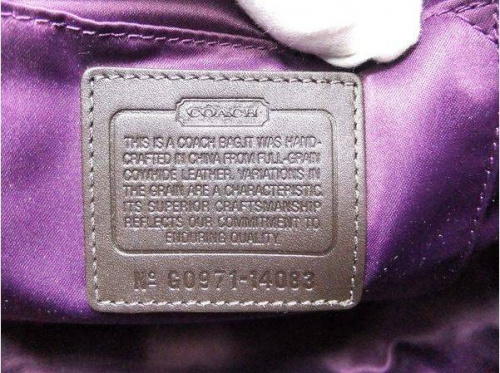 COACH
THIS IS A COACH BAG.IT WAS HAND-
CRAFTED IN CHINA FROM FULL-GRAIN
COWHIDE LEATHER. VARIATIONS IN
THE GRAIN ARE A CHARACTERISTIC
ITS SUPERIOR CRAFTSMANSHIP
REFLECTS OUR COMMITMENT TO
ENDURING QUALITY.
Nº G0971-14083